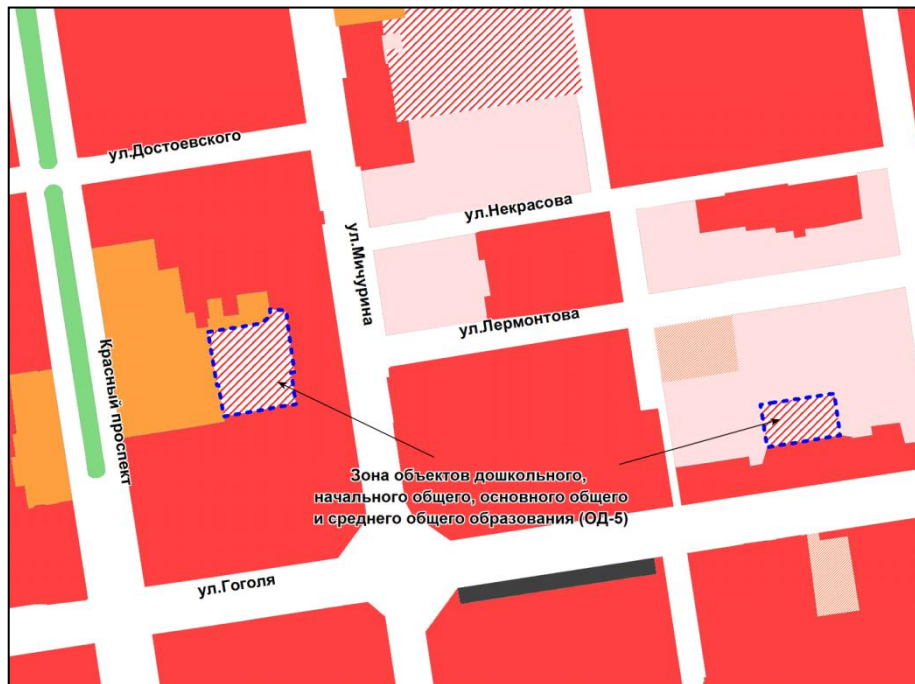 ул.Достоевского
ул.Некрасова
ул.Мичурина
ул.Лермонтова
Красный проспект
Зона объектов дошкольного,
начального общего, основного общего
и среднего общего образования (ОД-5)
ул.Гоголя